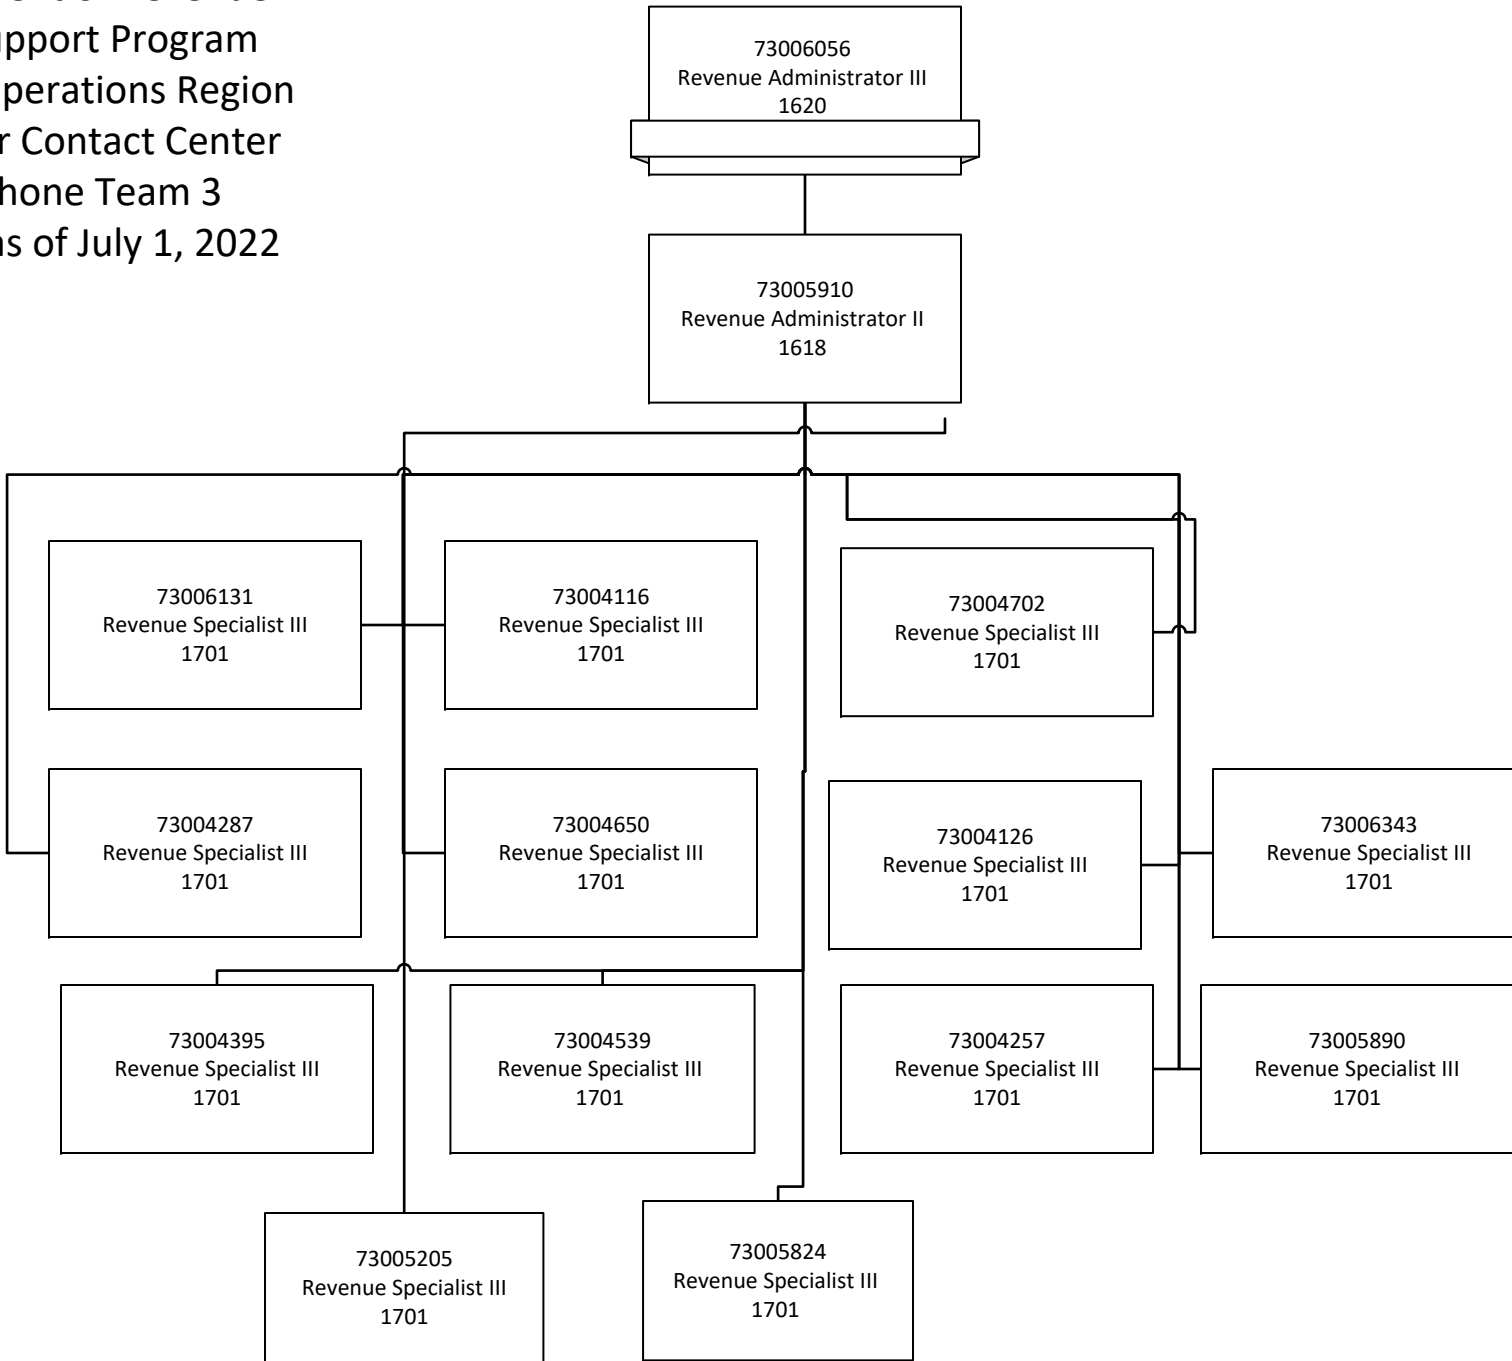 Program
Region
Contact Center
Team 3
of July 1, 2022
73006056
Revenue Administrator III
1620
73005910
Revenue Administrator II
1618
73006131
Revenue Specialist III
1701
73004116
Revenue Specialist III
1701
73004702
Revenue Specialist III
1701
73004287
Revenue Specialist III
1701
73004650
Revenue Specialist III
1701
73004126
Revenue Specialist III
1701
73006343
Revenue Specialist III
1701
73004395
Revenue Specialist III
1701
73004539
Revenue Specialist III
1701
73004257
Revenue Specialist III
1701
73005890
Revenue Specialist III
1701
73005205
Revenue Specialist III
1701
73005824
Revenue Specialist III
1701